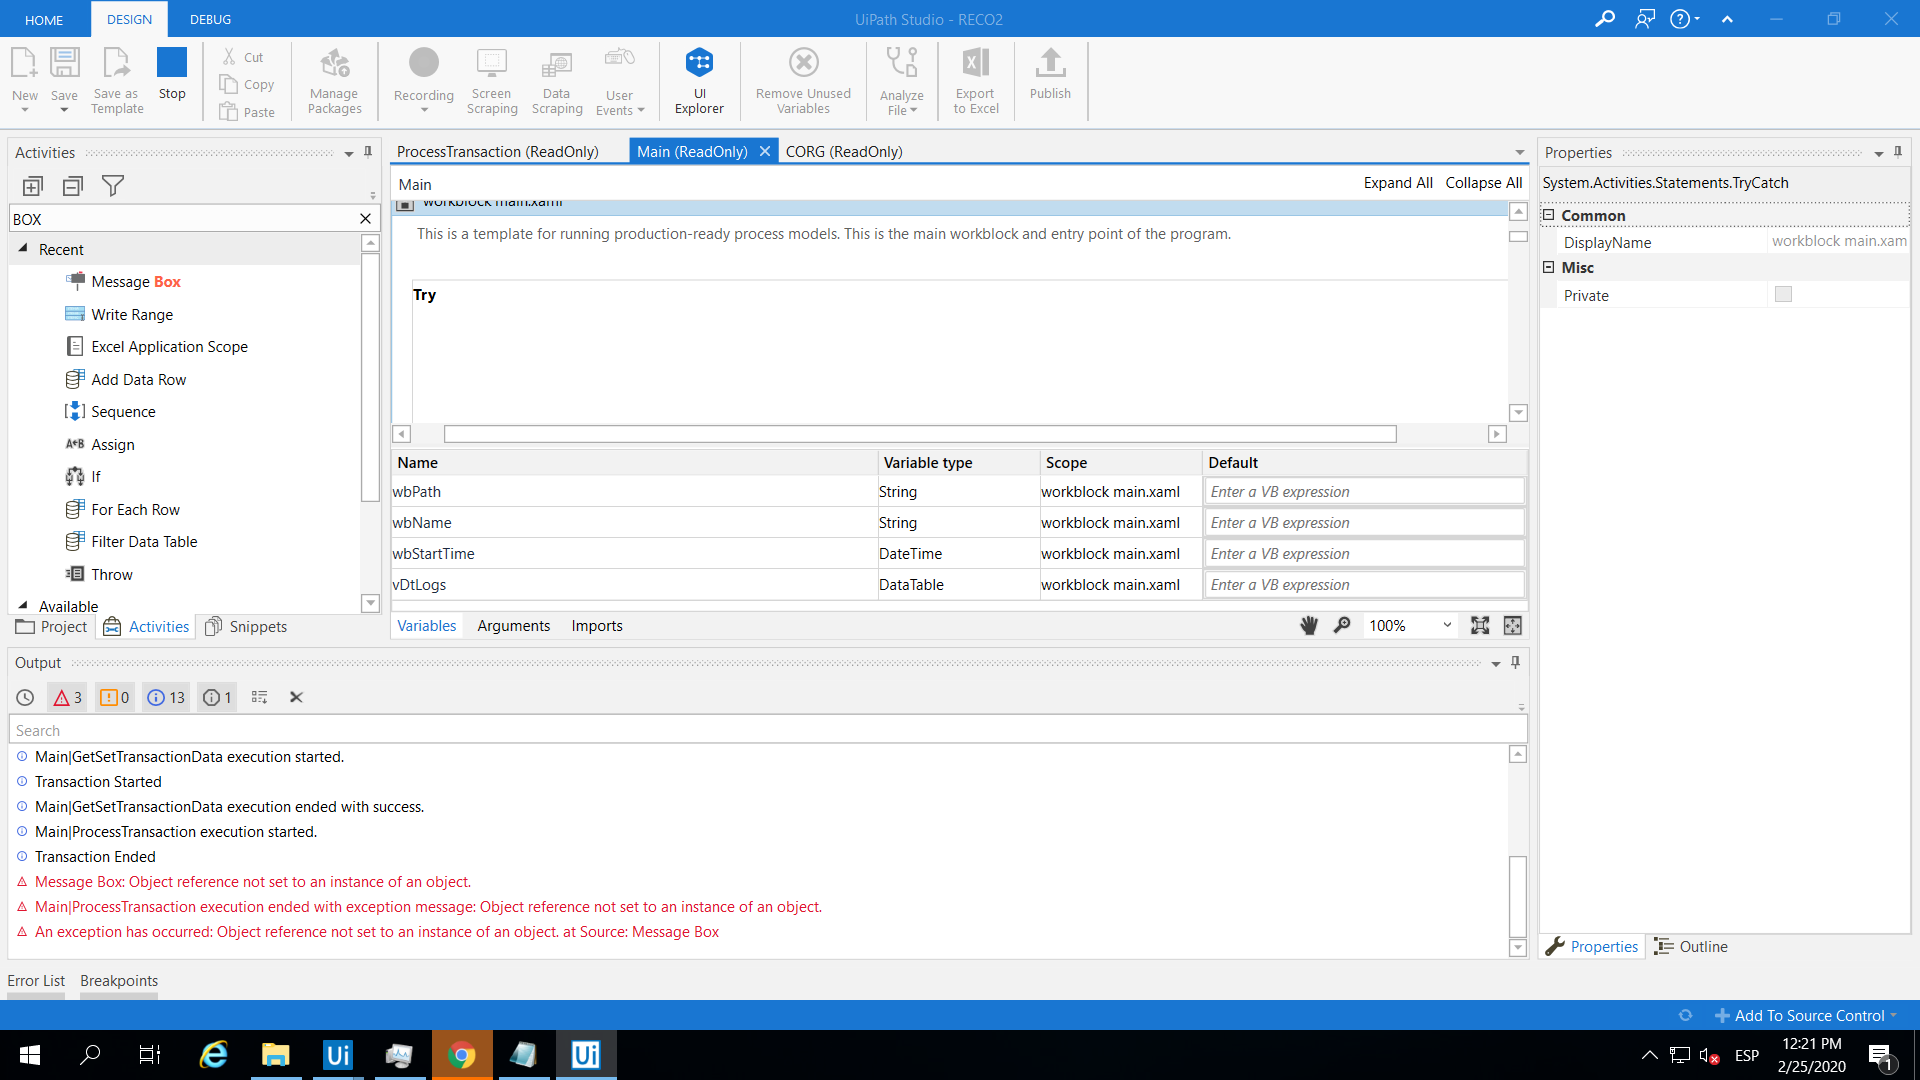 HOME
DESIGN
DEBUG
UiPath Studio - RECO2
New
Save
Save as Template
Stop
Cut
Copy
Paste
Manage Packages
Recording
Screen Scraping
Data Scraping
User Events
UI Explorer
Remove Unused Variables
Analyze File
Export to Excel
Publish
Activities
BOX
Recent
Message Box
Write Range
Excel Application Scope
Add Data Row
Sequence
A+B Assign
If
For Each Row
Filter Data Table
Throw
Available
Project
Activities
Snippets
ProcessTransaction (ReadOnly)
Main (ReadOnly)
CORG (ReadOnly)
Main
Expand All
Collapse All
workblock main.xaml
This is a template for running production-ready process models. This is the main workblock and entry point of the program.
Try
Name Variable type Scope Default
wbPath String workblock main.xaml Enter a VB expression
wbName String workblock main.xaml Enter a VB expression
wbStartTime DateTime workblock main.xaml Enter a VB expression
vDtLogs DataTable workblock main.xaml Enter a VB expression
Variables Arguments Imports
100%
Properties
System.Activities.Statements.TryCatch
Common
DisplayName workblock main.xam
Misc
Private
Properties
Outline
Output
3
0
13
1
Search
Main|GetSetTransactionData execution started.
Transaction Started
Main|GetSetTransactionData execution ended with success.
Main|ProcessTransaction execution started.
Transaction Ended
Message Box: Object reference not set to an instance of an object.
Main|ProcessTransaction execution ended with exception message: Object reference not set to an instance of an object.
An exception has occurred: Object reference not set to an instance of an object. at Source: Message Box
Error List
Breakpoints
Add To Source Control
Ui
Ui
ESP
12:21 PM
2/25/2020
1